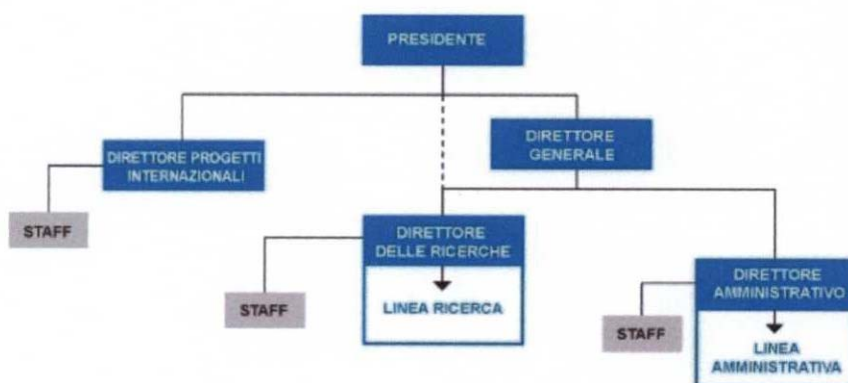 PRESIDENTE
DIRETTORE PROGETTI
INTERNAZIONALI
DIRETTORE
GENERALE
STAFF
DIRETTORE
DELLE RICERCHE
LINEA RICERCA
STAFF
DIRETTORE
AMMINISTRATIVO
LINEA
AMMINISTRATIVA
STAFF